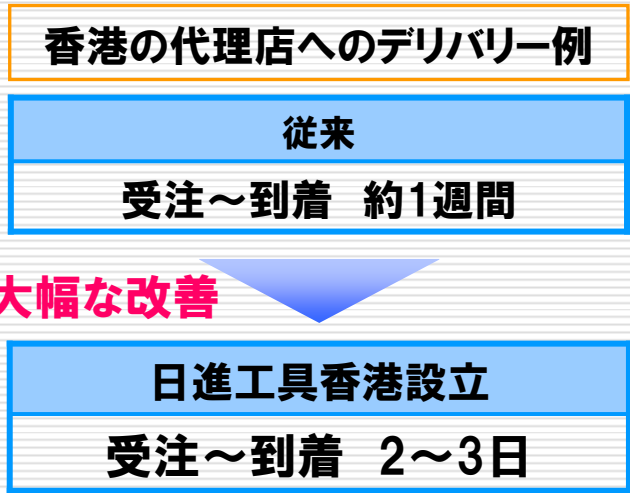 香港の代理店へのデリバリー例
従来
受注～到着　約1週間
大幅な改善
日進工具香港設立
受注～到着　2～3日